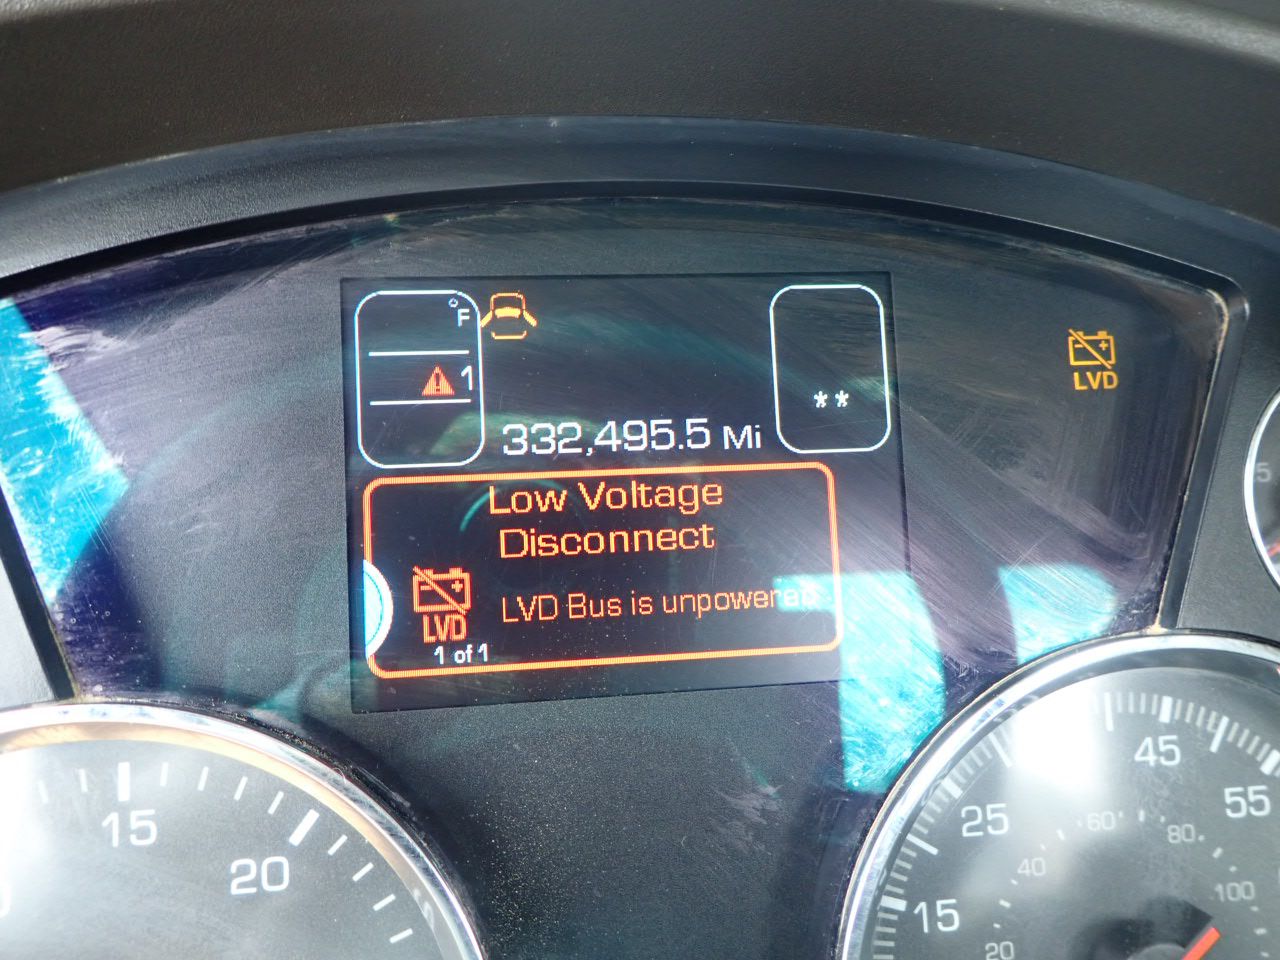 °F
1
**
332,495.5 Mi
LVD
Low Voltage
Disconnect
LVD
LVD Bus is unpowered
1 of 1
15
20
15
25
45
55
20
40
60
80
100
5